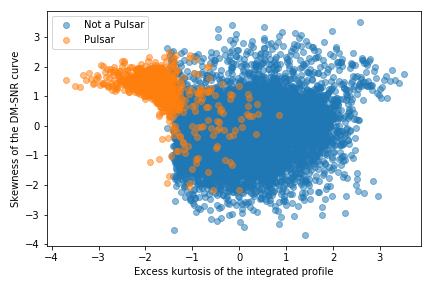 Not a Pulsar
Pulsar
Skewness of the DM-SNR curve
3
2
1
0
−1
−2
−3
−4
−4 −3 −2 −1 0 1 2 3
Excess kurtosis of the integrated profile